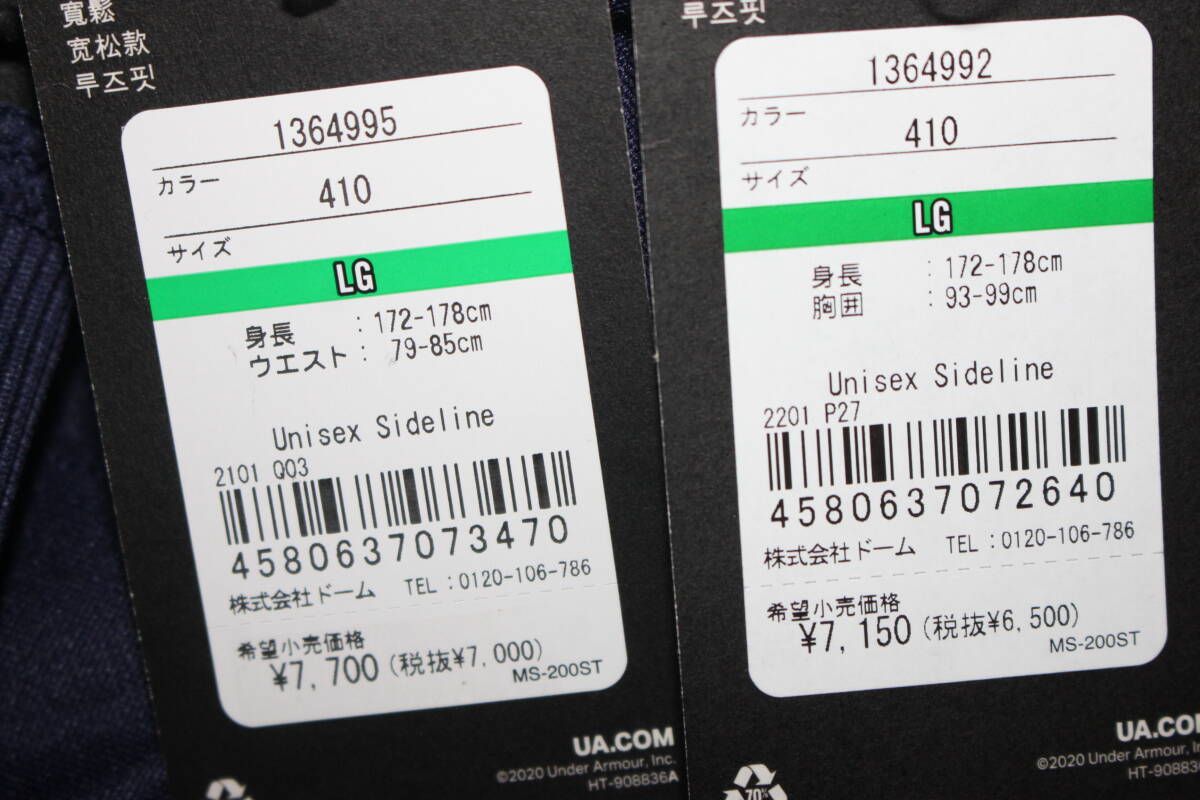 寬鬆
宽松款
루즈핏
1364995
カラー
410
サイズ
LG
身長 : 172-178cm
ウエスト : 79-85cm
Unisex Sideline
2101 Q03
4580637073470
株式会社ドーム TEL:0120-106-786
希望小売価格
¥7,700(税抜¥7,000)
MS-200ST
UA.COM
©2020 Under Armour, Inc.
HT-908836A
루즈핏
1364992
カラー
410
サイズ
LG
身長 : 172-178cm
胸囲 : 93-99cm
Unisex Sideline
2201 P27
4580637072640
株式会社ドーム TEL:0120-106-786
希望小売価格
¥7,150(税抜¥6,500)
MS-200ST
UA.COM
©2020 Under Armour, Inc.
HT-908836
70%